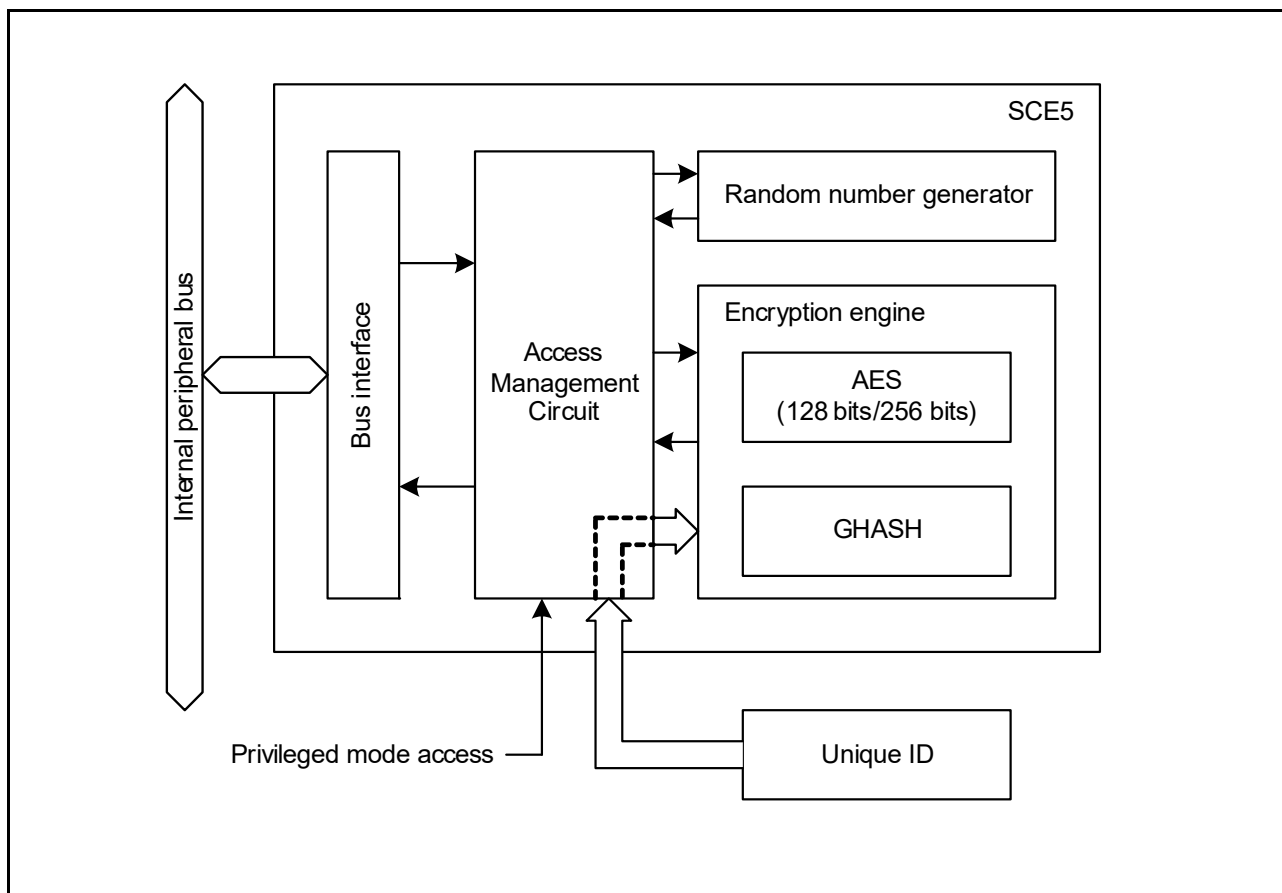 SCE5
Internal peripheral bus
Bus interface
Access
Management
Circuit
Random number generator
Encryption engine
AES
(128 bits/256 bits)
GHASH
Privileged mode access
Unique ID